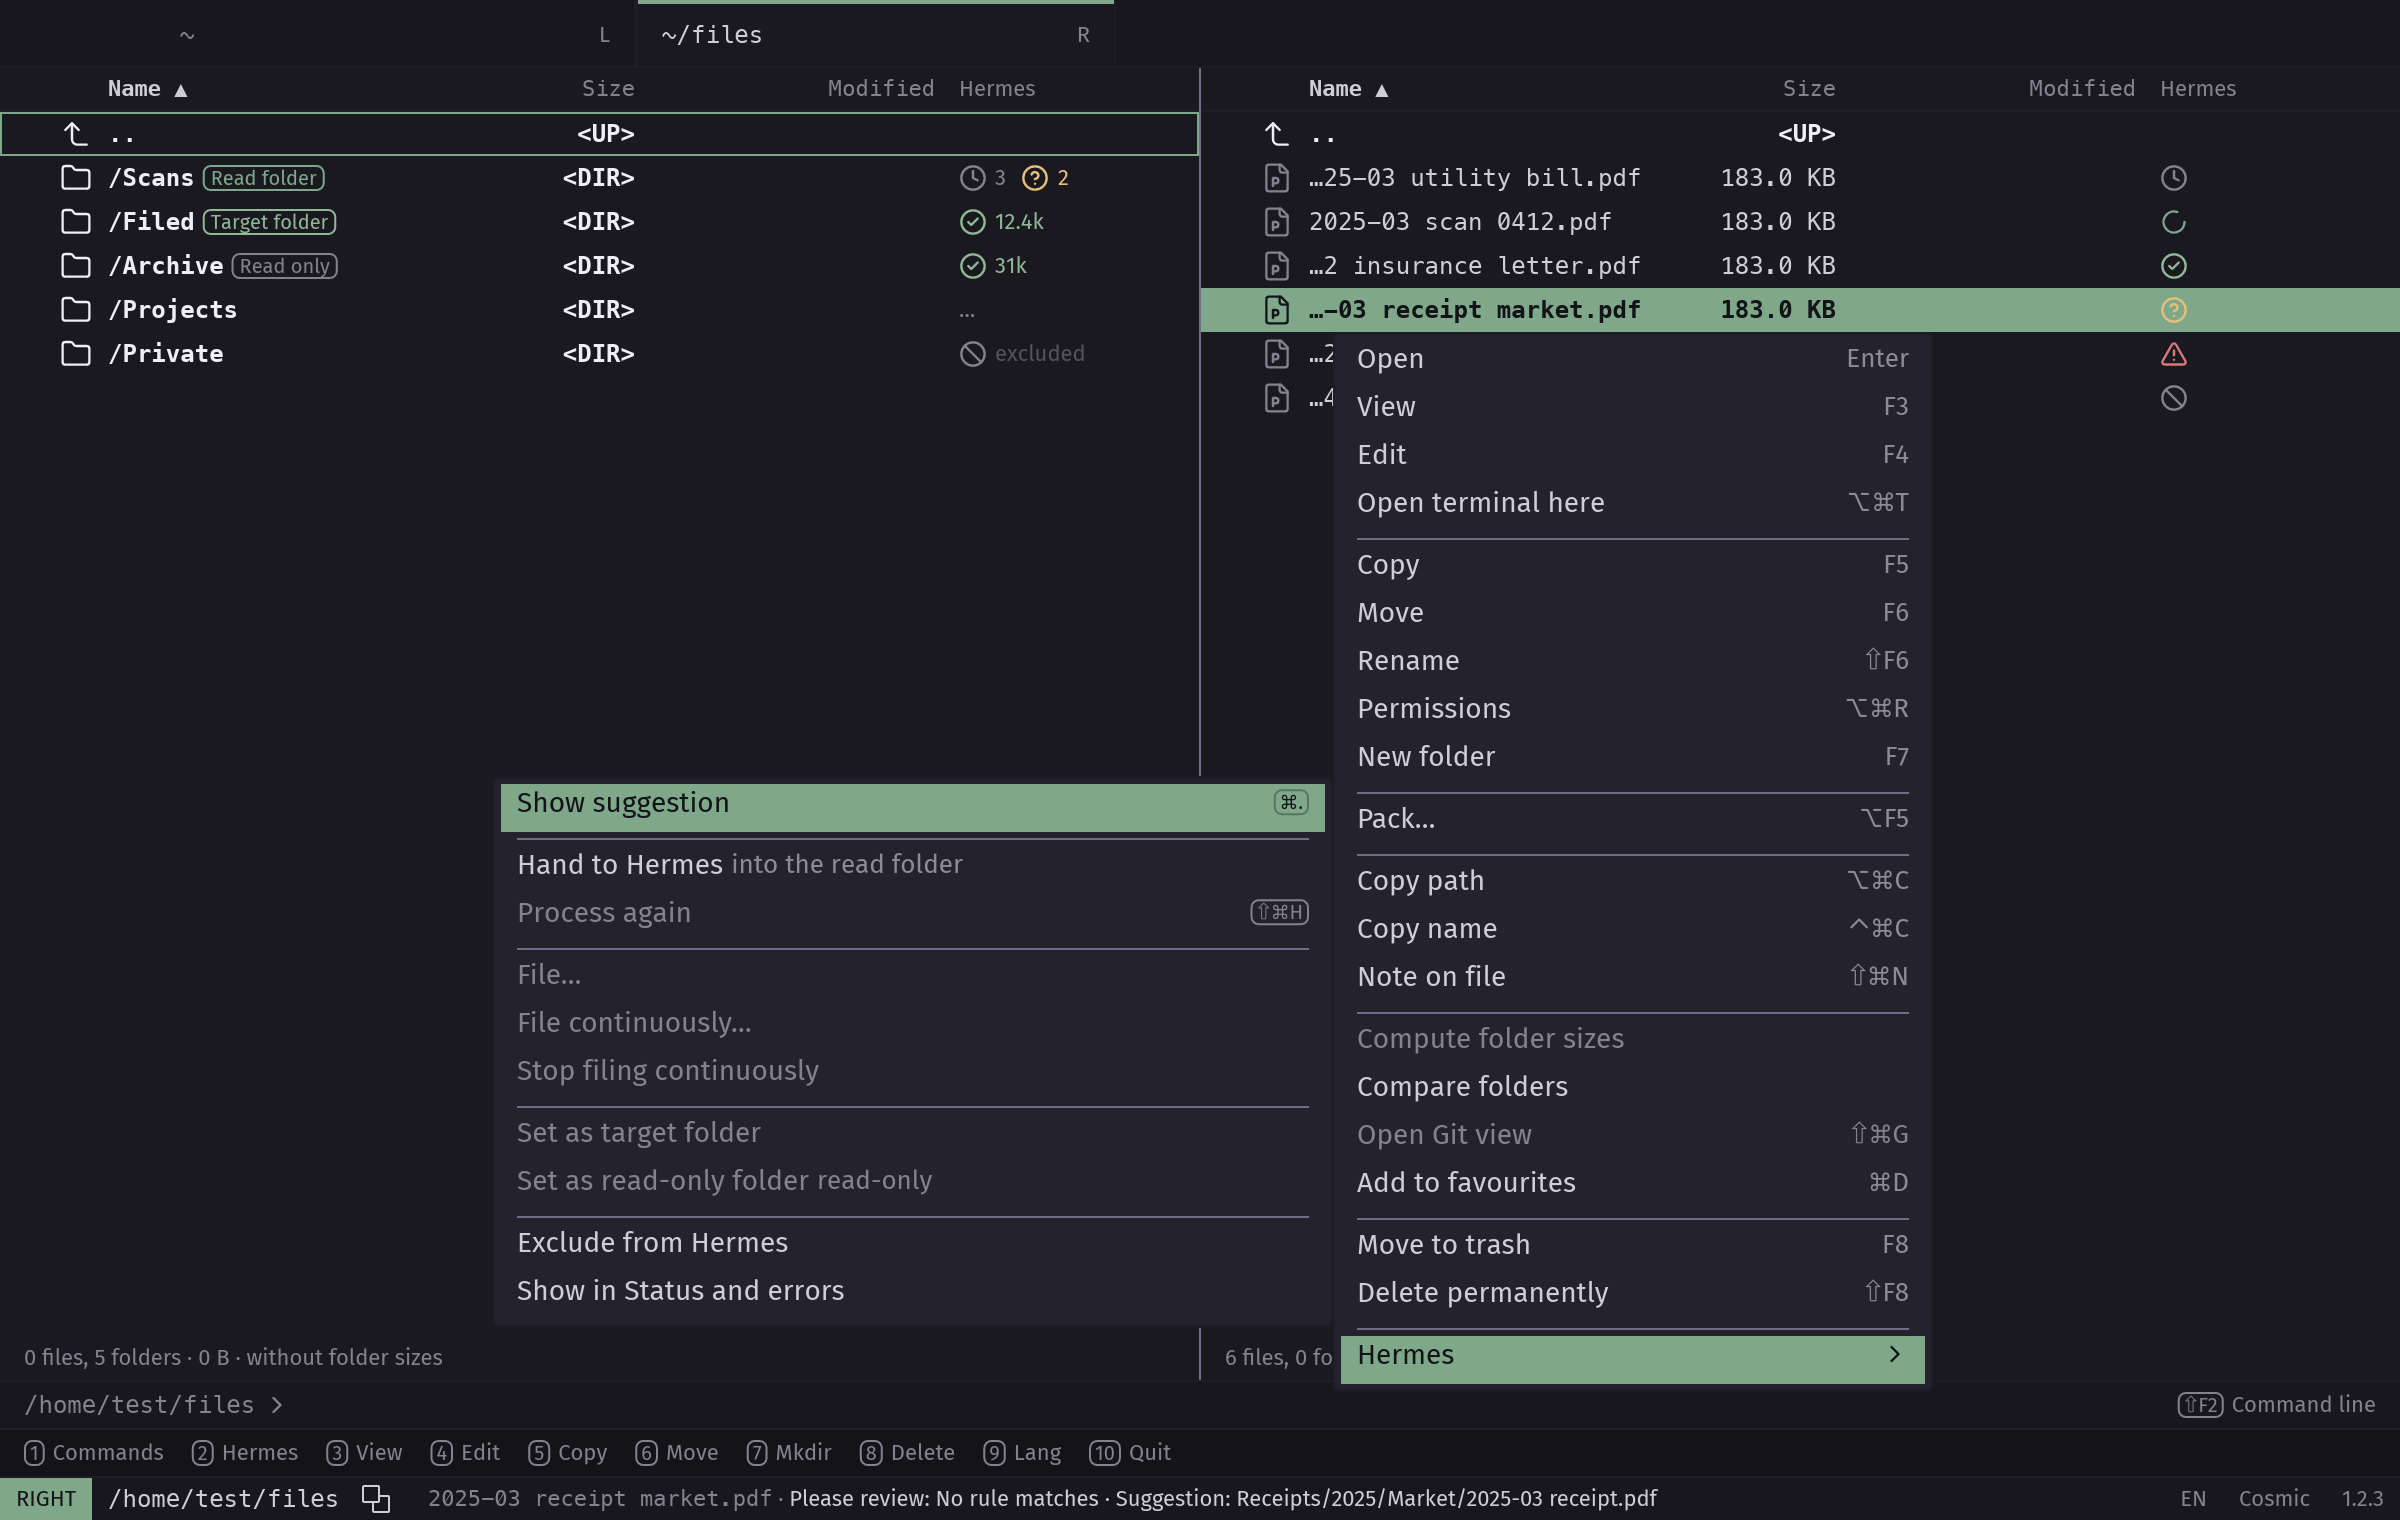 ~ L ~/files R
Name ▲ Size Modified Hermes
.. <UP>
/Scans Read folder <DIR> 3 2
/Filed Target folder <DIR> 12.4k
/Archive Read only <DIR> 31k
/Projects <DIR> …
/Private <DIR> excluded
0 files, 5 folders · 0 B · without folder sizes
Name ▲ Size Modified Hermes
.. <UP>
…25-03 utility bill.pdf 183.0 KB
2025-03 scan 0412.pdf 183.0 KB
…2 insurance letter.pdf 183.0 KB
…-03 receipt market.pdf 183.0 KB
…2
…4
6 files, 0 fo
Open Enter
View F3
Edit F4
Open terminal here ⌥⌘T
Copy F5
Move F6
Rename ⇧F6
Permissions ⌥⌘R
New folder F7
Pack… ⌥F5
Copy path ⌥⌘C
Copy name ^⌘C
Note on file ⇧⌘N
Compute folder sizes
Compare folders
Open Git view ⇧⌘G
Add to favourites ⌘D
Move to trash F8
Delete permanently ⇧F8
Hermes >
Show suggestion ⌘.
Hand to Hermes into the read folder
Process again ⇧⌘H
File…
File continuously…
Stop filing continuously
Set as target folder
Set as read-only folder read-only
Exclude from Hermes
Show in Status and errors
/home/test/files > ⇧F2 Command line
1 Commands 2 Hermes 3 View 4 Edit 5 Copy 6 Move 7 Mkdir 8 Delete 9 Lang 10 Quit
RIGHT /home/test/files 2025-03 receipt market.pdf · Please review: No rule matches · Suggestion: Receipts/2025/Market/2025-03 receipt.pdf EN Cosmic 1.2.3